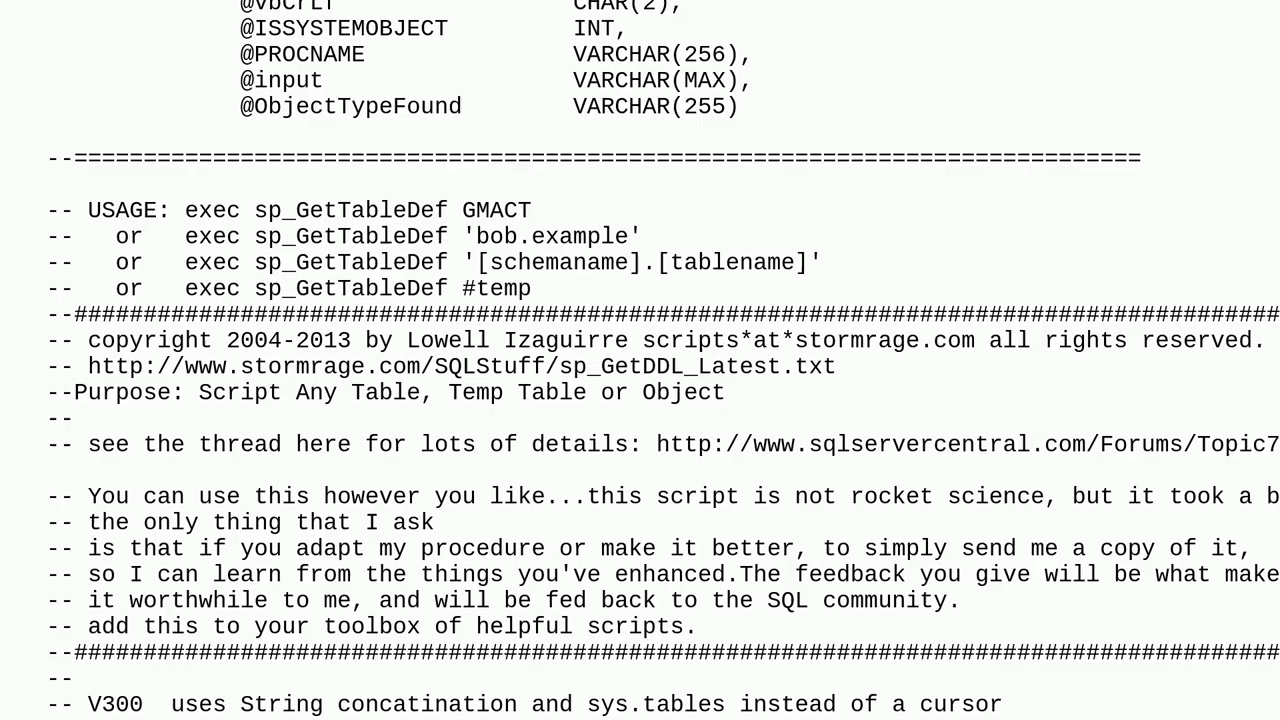 @vbCrLf CHAR(2),
@ISSYSTEMOBJECT INT,
@PROCNAME VARCHAR(256),
@input VARCHAR(MAX),
@ObjectTypeFound VARCHAR(255)
--=============================================================================
-- USAGE: exec sp_GetTableDef GMACT
-- or exec sp_GetTableDef 'bob.example'
-- or exec sp_GetTableDef '[schemaname].[tablename]'
-- or exec sp_GetTableDef #temp
--#######################################################################################
-- copyright 2004-2013 by Lowell Izaguirre scripts*at*stormrage.com all rights reserved.
-- http://www.stormrage.com/SQLStuff/sp_GetDDL_Latest.txt
--Purpose: Script Any Table, Temp Table or Object
--
-- see the thread here for lots of details: http://www.sqlservercentral.com/Forums/Topic7
-- You can use this however you like...this script is not rocket science, but it took a b
-- the only thing that I ask
-- is that if you adapt my procedure or make it better, to simply send me a copy of it,
-- so I can learn from the things you've enhanced.The feedback you give will be what make
-- it worthwhile to me, and will be fed back to the SQL community.
-- add this to your toolbox of helpful scripts.
--#######################################################################################
--
-- V300 uses String concatination and sys.tables instead of a cursor